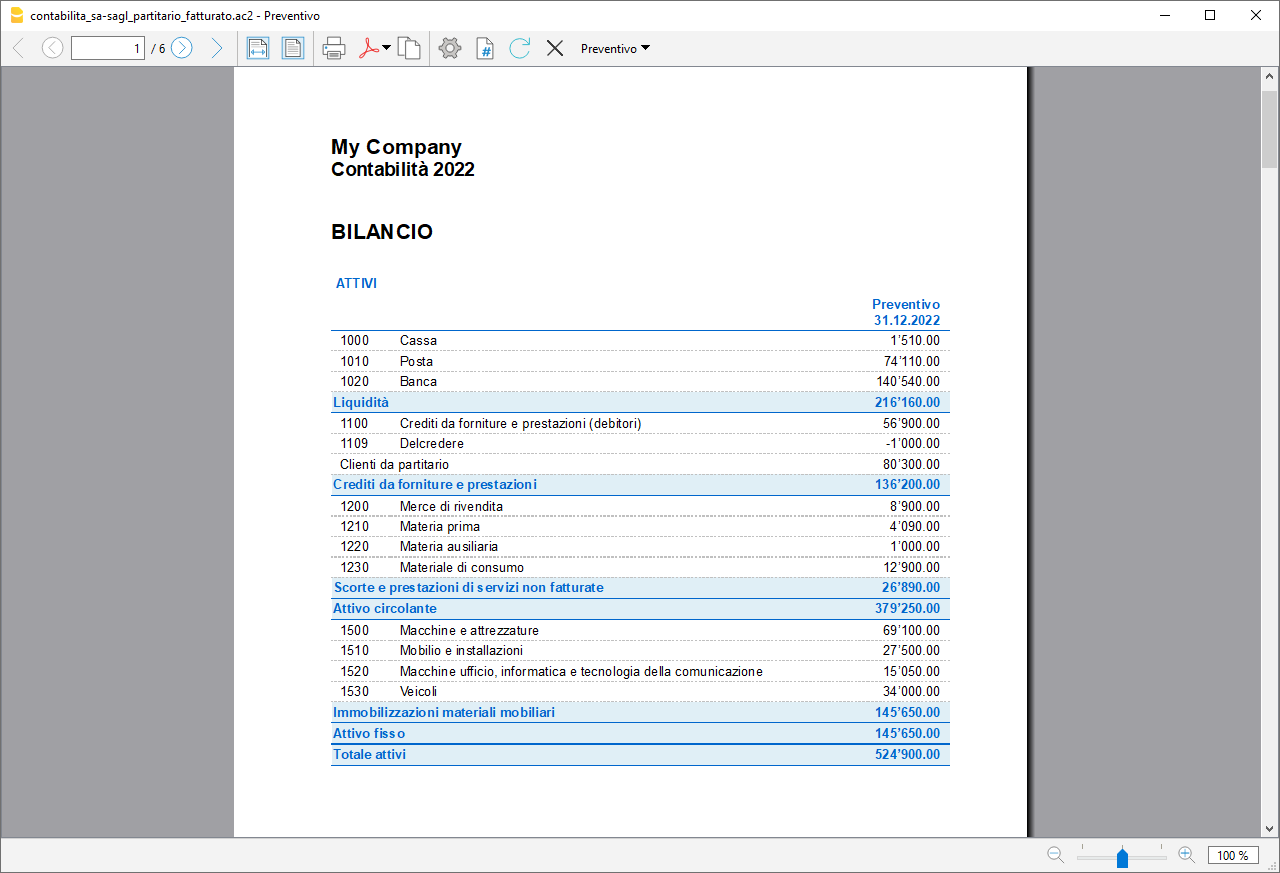 contabilita_sa-sagl_partitario_fatturato.ac2 - Preventivo
1 / 6 Preventivo
My Company
Contabilità 2022
BILANCIO
ATTIVI
Preventivo
31.12.2022
1000 Cassa 1’510.00
1010 Posta 74’110.00
1020 Banca 140’540.00
Liquidità 216’160.00
1100 Crediti da forniture e prestazioni (debitori) 56’900.00
1109 Delcredere -1’000.00
Clienti da partitario 80’300.00
Crediti da forniture e prestazioni 136’200.00
1200 Merce di rivendita 8’900.00
1210 Materia prima 4’090.00
1220 Materia ausiliaria 1’000.00
1230 Materiale di consumo 12’900.00
Scorte e prestazioni di servizi non fatturate 26’890.00
Attivo circolante 379’250.00
1500 Macchine e attrezzature 69’100.00
1510 Mobilio e installazioni 27’500.00
1520 Macchine ufficio, informatica e tecnologia della comunicazione 15’050.00
1530 Veicoli 34’000.00
Immobilizzazioni materiali mobiliari 145’650.00
Attivo fisso 145’650.00
Totale attivi 524’900.00
100 %